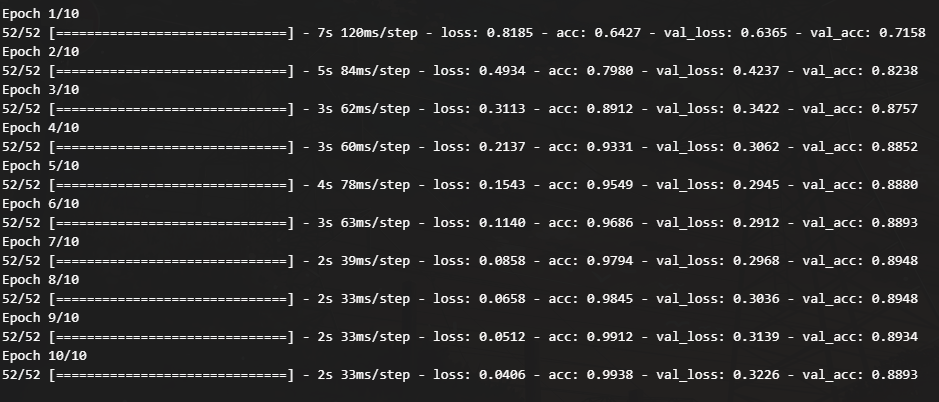 Epoch 1/10
52/52 [==============================] - 7s 120ms/step - loss: 0.8185 - acc: 0.6427 - val_loss: 0.6365 - val_acc: 0.7158
Epoch 2/10
52/52 [==============================] - 5s 84ms/step - loss: 0.4934 - acc: 0.7980 - val_loss: 0.4237 - val_acc: 0.8238
Epoch 3/10
52/52 [==============================] - 3s 62ms/step - loss: 0.3113 - acc: 0.8912 - val_loss: 0.3422 - val_acc: 0.8757
Epoch 4/10
52/52 [==============================] - 3s 60ms/step - loss: 0.2137 - acc: 0.9331 - val_loss: 0.3062 - val_acc: 0.8852
Epoch 5/10
52/52 [==============================] - 4s 78ms/step - loss: 0.1543 - acc: 0.9549 - val_loss: 0.2945 - val_acc: 0.8880
Epoch 6/10
52/52 [==============================] - 3s 63ms/step - loss: 0.1140 - acc: 0.9686 - val_loss: 0.2912 - val_acc: 0.8893
Epoch 7/10
52/52 [==============================] - 2s 39ms/step - loss: 0.0858 - acc: 0.9794 - val_loss: 0.2968 - val_acc: 0.8948
Epoch 8/10
52/52 [==============================] - 2s 33ms/step - loss: 0.0658 - acc: 0.9845 - val_loss: 0.3036 - val_acc: 0.8948
Epoch 9/10
52/52 [==============================] - 2s 33ms/step - loss: 0.0512 - acc: 0.9912 - val_loss: 0.3139 - val_acc: 0.8934
Epoch 10/10
52/52 [==============================] - 2s 33ms/step - loss: 0.0406 - acc: 0.9938 - val_loss: 0.3226 - val_acc: 0.8893